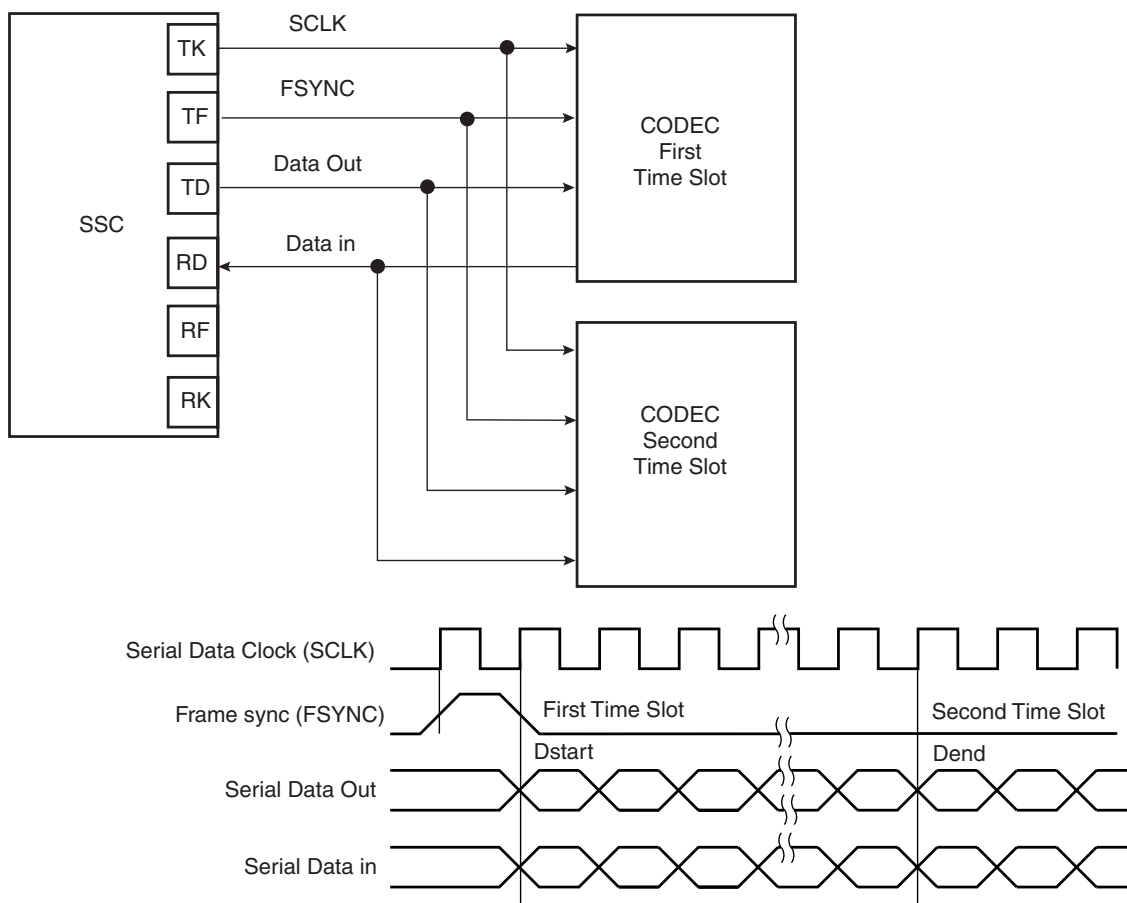 SSC
TK
TF
TD
RD
RF
RK
SCLK
FSYNC
Data Out
Data in
CODEC
First
Time Slot
CODEC
Second
Time Slot
Serial Data Clock (SCLK)
Frame sync (FSYNC)
First Time Slot
Second Time Slot
Dstart
Dend
Serial Data Out
Serial Data in